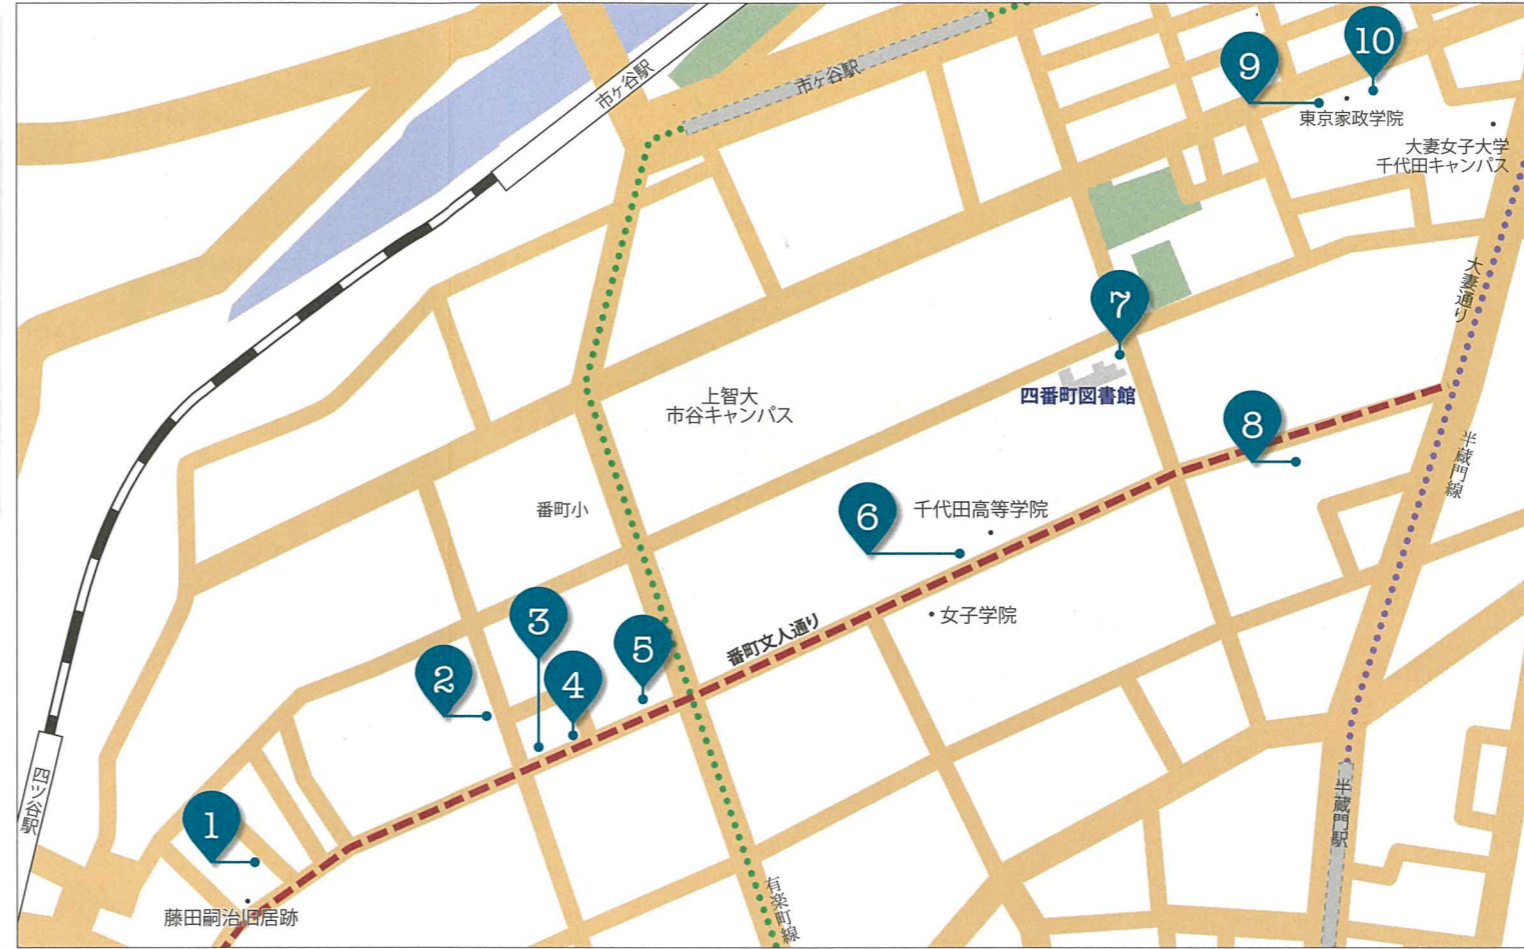 市ヶ谷駅
市ヶ谷駅
9
10
東京家政学院
大妻女子大学
千代田キャンパス
大妻通り
7
四番町図書館
上智大
市谷キャンパス
8
半蔵門線
番町小
6
千代田高等学院
女子学院
3
5
番町文人通り
2
4
四ツ谷駅
1
藤田嗣治旧居跡
有楽町線
半蔵門駅